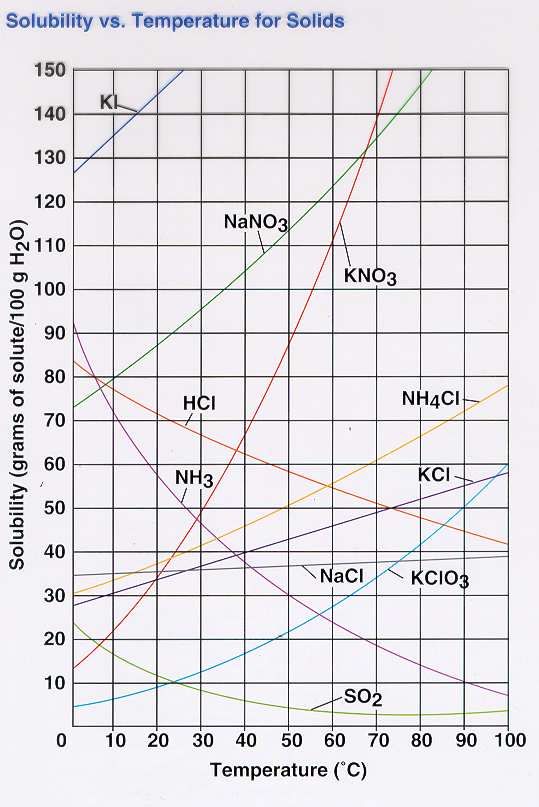 Solubility vs. Temperature for Solids
150
140
130
120
110
100
90
80
70
60
50
40
30
20
10
Solubility (grams of solute/100 g H2O)
KI
NaNO3
KNO3
HCl
NH4Cl
NH3
KCl
NaCl
KClO3
SO2
0 10 20 30 40 50 60 70 80 90 100
Temperature (˚C)